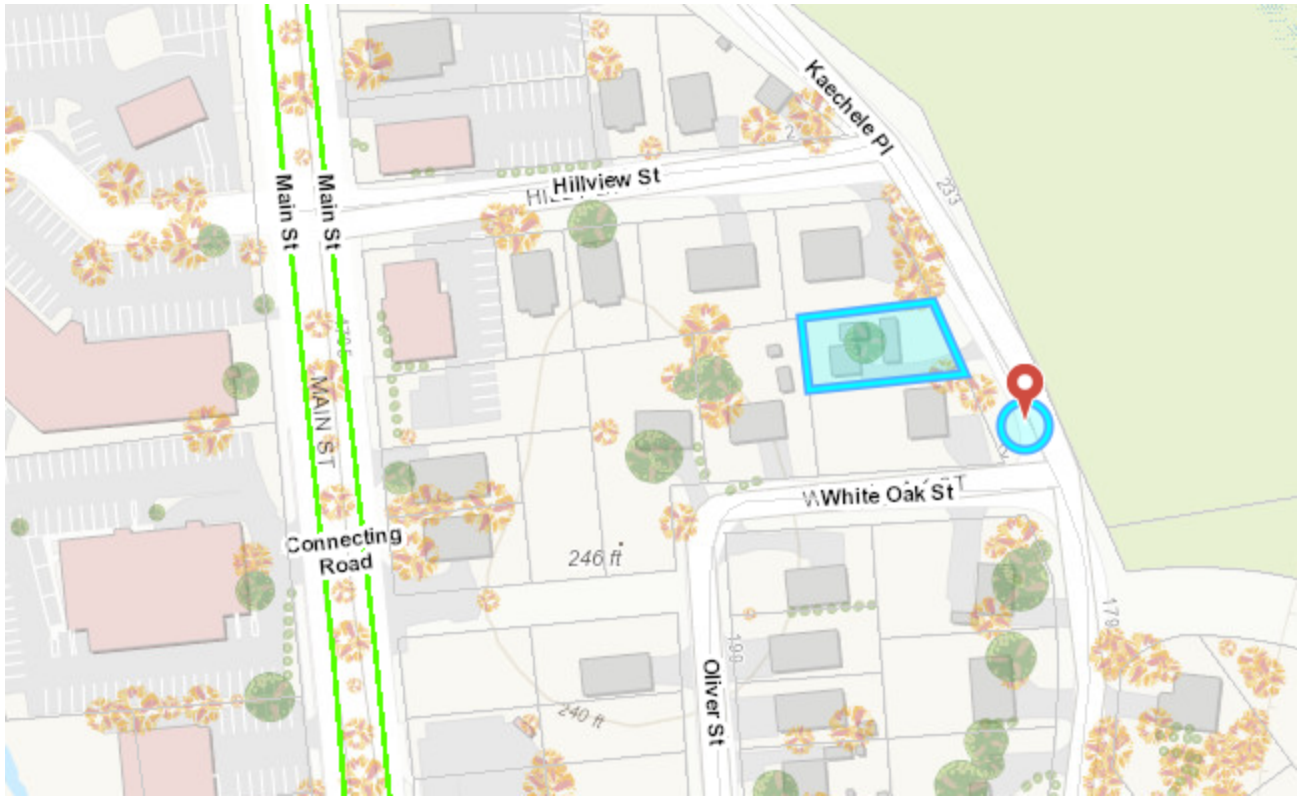 Kaechele Pl
233
Main St
Main St
Hillview St
MAIN ST
White Oak St
Connecting
Road
246 ft
179
190
Oliver St
240 ft